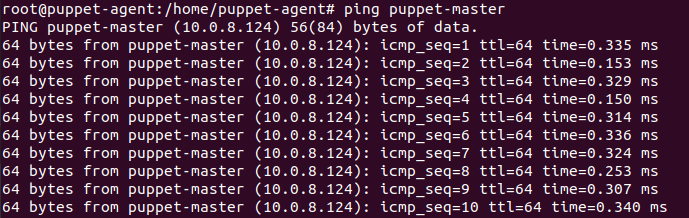 root@puppet-agent:/home/puppet-agent# ping puppet-master
PING puppet-master (10.0.8.124) 56(84) bytes of data.
64 bytes from puppet-master (10.0.8.124): icmp_seq=1 ttl=64 time=0.335 ms
64 bytes from puppet-master (10.0.8.124): icmp_seq=2 ttl=64 time=0.153 ms
64 bytes from puppet-master (10.0.8.124): icmp_seq=3 ttl=64 time=0.329 ms
64 bytes from puppet-master (10.0.8.124): icmp_seq=4 ttl=64 time=0.150 ms
64 bytes from puppet-master (10.0.8.124): icmp_seq=5 ttl=64 time=0.314 ms
64 bytes from puppet-master (10.0.8.124): icmp_seq=6 ttl=64 time=0.336 ms
64 bytes from puppet-master (10.0.8.124): icmp_seq=7 ttl=64 time=0.324 ms
64 bytes from puppet-master (10.0.8.124): icmp_seq=8 ttl=64 time=0.253 ms
64 bytes from puppet-master (10.0.8.124): icmp_seq=9 ttl=64 time=0.307 ms
64 bytes from puppet-master (10.0.8.124): icmp_seq=10 ttl=64 time=0.340 ms